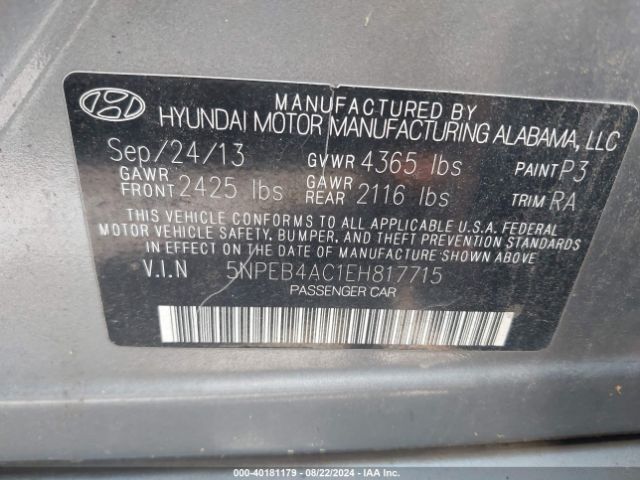 MANUFACTURED BY
HYUNDAI MOTOR MANUFACTURING ALABAMA, LLC
Sep/24/13 GVWR 4365 lbs PAINT P3
GAWR FRONT 2425 lbs GAWR REAR 2116 lbs TRIM RA
THIS VEHICLE CONFORMS TO ALL APPLICABLE U.S.A. FEDERAL
MOTOR VEHICLE SAFETY, BUMPER, AND THEFT PREVENTION STANDARDS
IN EFFECT ON THE DATE OF MANUFACTURE SHOWN ABOVE.
V.I.N 5NPEB4AC1EH817715
PASSENGER CAR
000-40181179 - 08/22/2024 - IAA Inc.